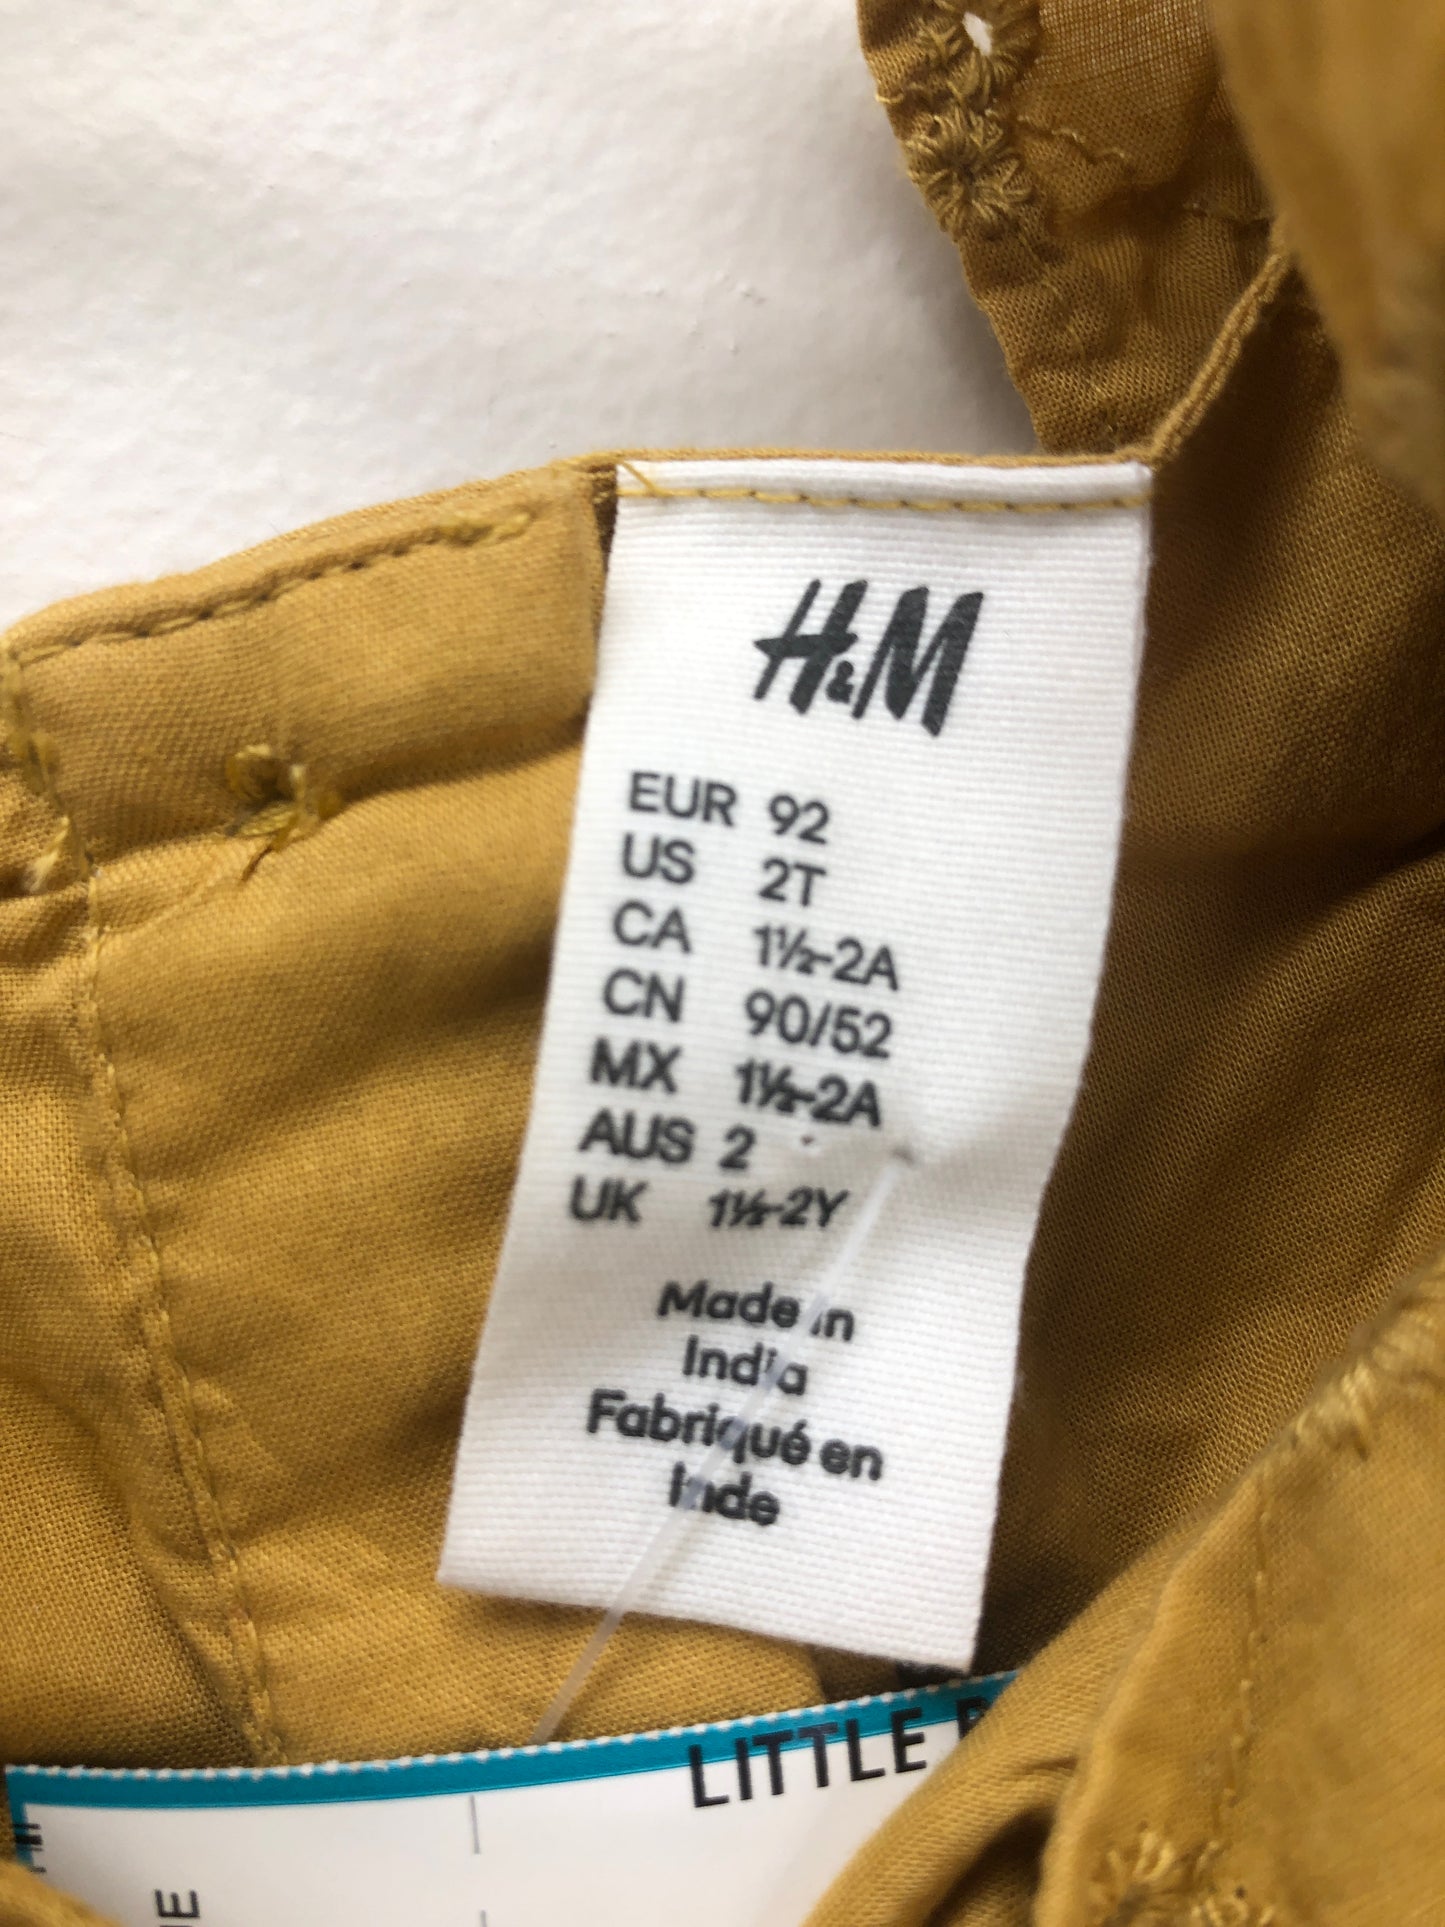 H&M
EUR 92
US 2T
CA 1½-2A
CN 90/52
MX 1½-2A
AUS 2
UK 1½-2Y
Made in
India
Fabriqué en
Inde
LITTLE